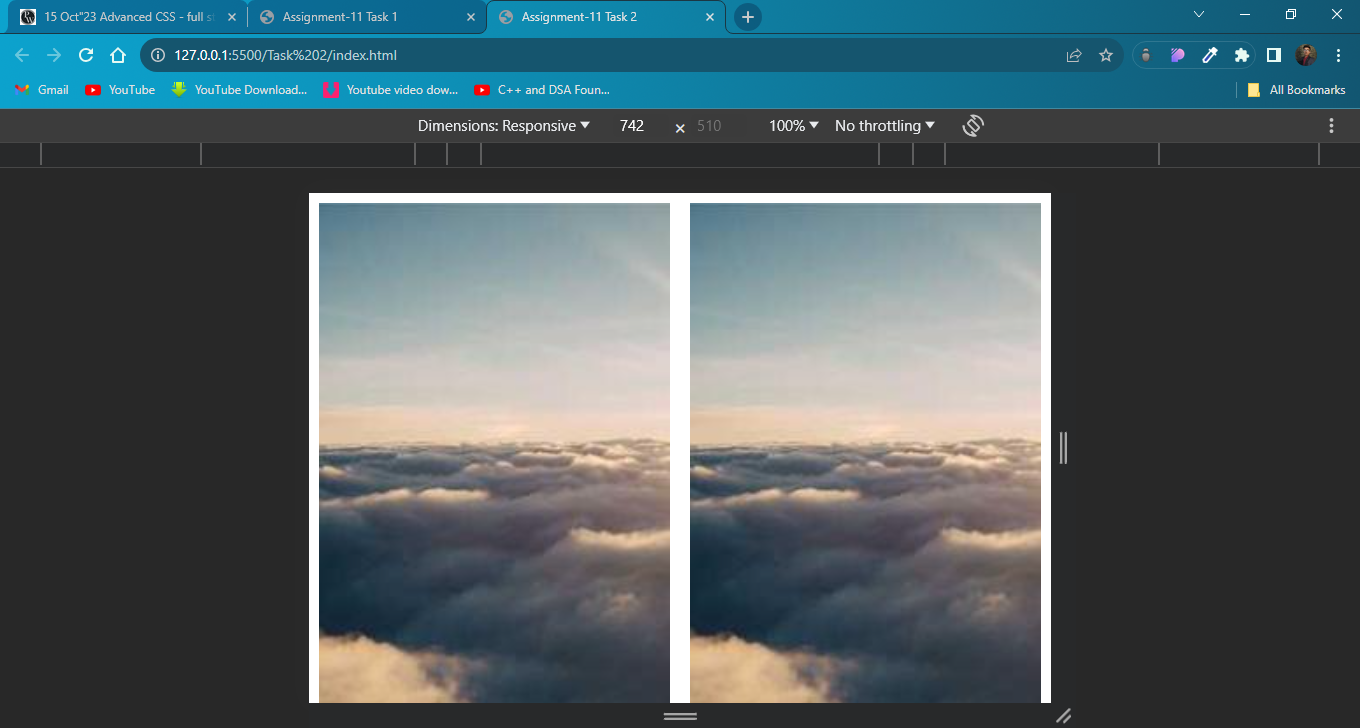 15 Oct"23 Advanced CSS - full st
Assignment-11 Task 1
Assignment-11 Task 2
127.0.0.1:5500/Task%202/index.html
Gmail
YouTube
YouTube Download...
Youtube video dow...
C++ and DSA Foun...
All Bookmarks
Dimensions: Responsive
742
×
510
100%
No throttling